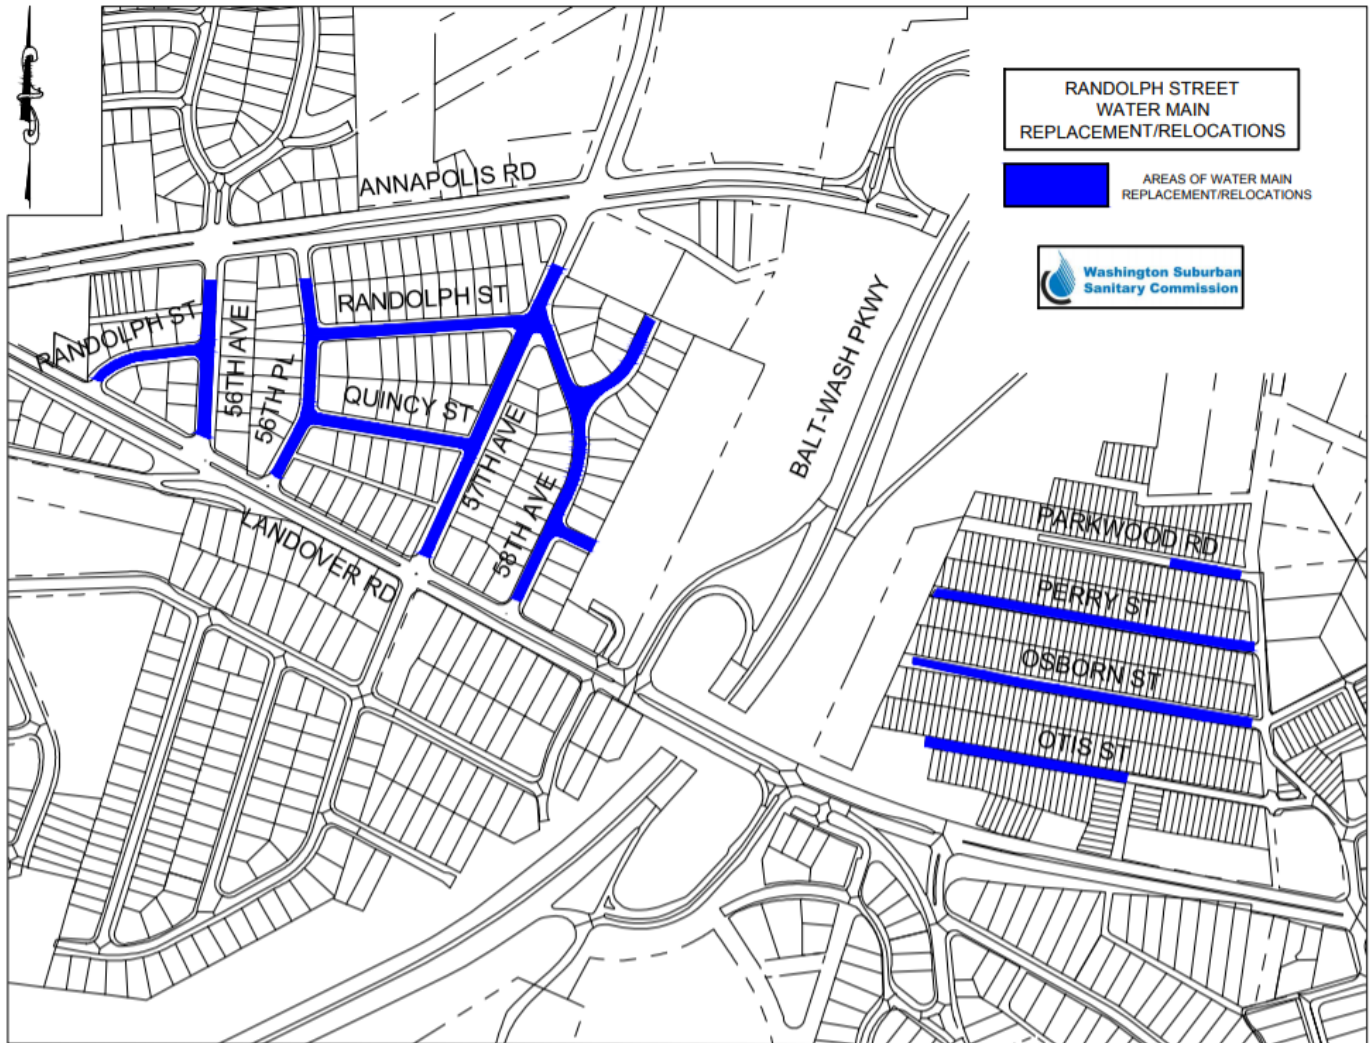 RANDOLPH STREET
WATER MAIN
REPLACEMENT/RELOCATIONS
AREAS OF WATER MAIN
REPLACEMENT/RELOCATIONS
Washington Suburban
Sanitary Commission
ANNAPOLIS RD
RANDOLPH ST
RANDOLPH ST
56TH AVE
56TH PL
QUINCY ST
57TH AVE
58TH AVE
LANDOVER RD
BALT-WASH PKWY
PARKWOOD RD
PERRY ST
OSBORN ST
OTIS ST